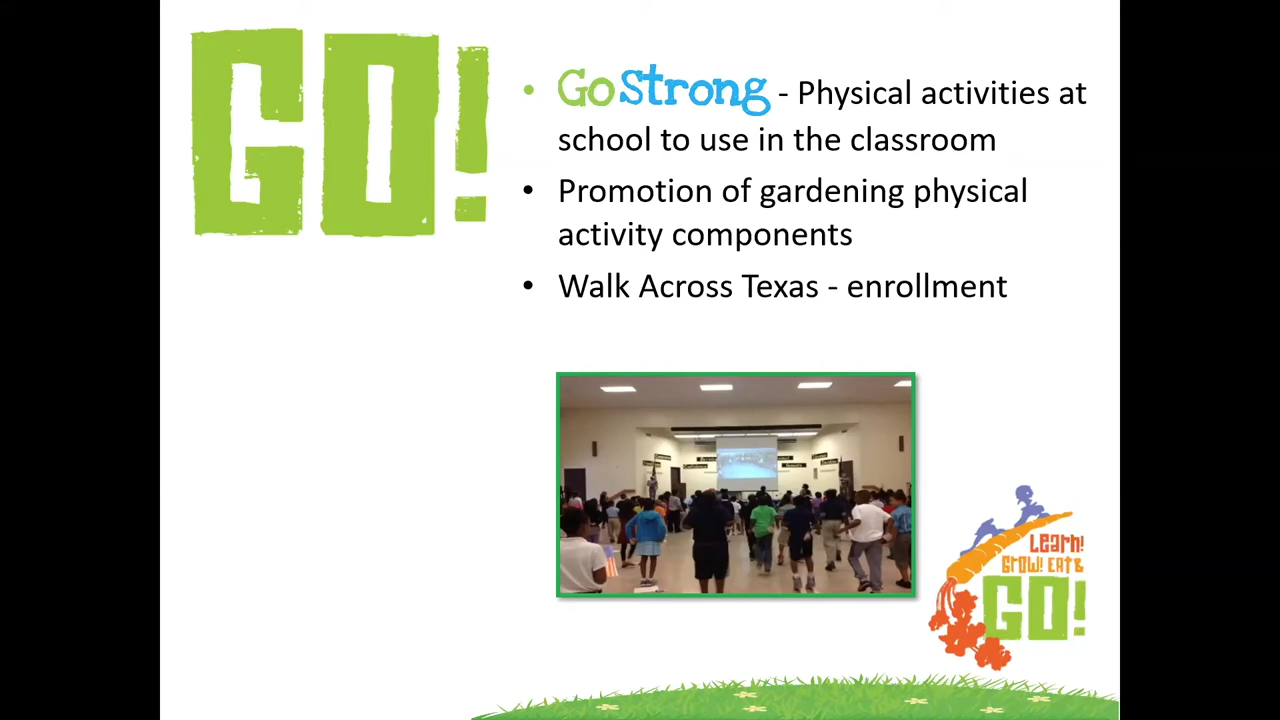 GO!
• GoStrong - Physical activities at
school to use in the classroom
• Promotion of gardening physical
activity components
• Walk Across Texas - enrollment
Learn!
Grow! Eat &
GO!